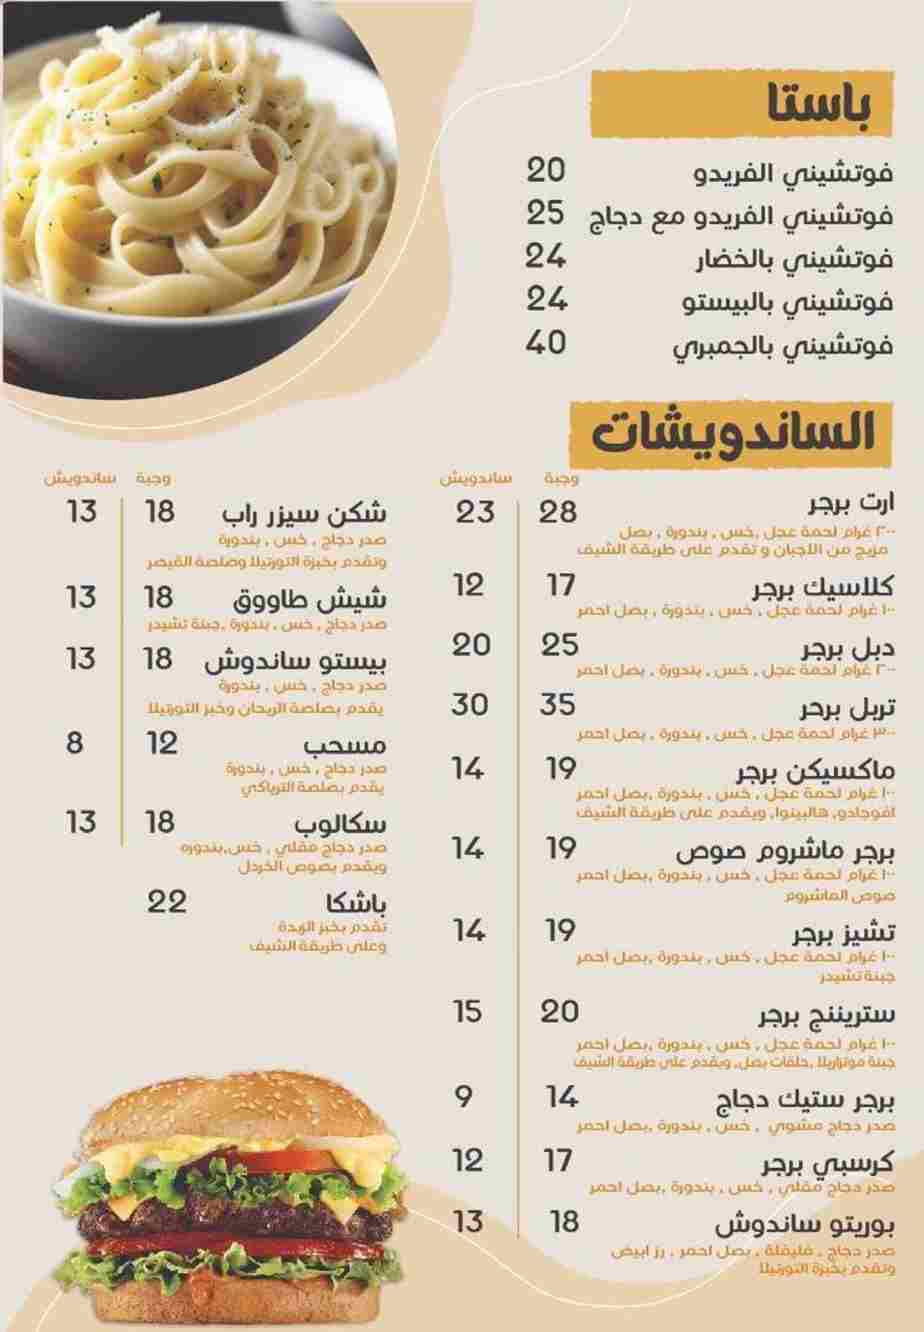 باستا
فوتشيني الفريدو 20
فوتشيني الفريدو مع دجاج 25
فوتشيني بالخضار 24
فوتشيني بالبيستو 24
فوتشيني بالجمبري 40
الساندويشات
وجبة ساندويش
ارت برجر 28 23
٢٠٠ غرام لحمة عجل ,خس , بندورة , بصل
مزيج من الاجبان و تقدم على طريقة الشيف
كلاسيك برجر 17 12
١٠٠ غرام لحمة عجل , خس , بندورة , بصل احمر
دبل برجر 25 20
٢٠٠ غرام لحمة عجل , خس , بندورة , بصل احمر
تربل برجر 35 30
٣٠٠ غرام لحمة عجل , خس , بندورة , بصل احمر
ماكسيكن برجر 19 14
١٠٠ غرام لحمة عجل , خس , بندورة ,بصل احمر
افوجادو, هالبينوا, ويقدم على طريقة الشيف
برجر ماشروم صوص 19 14
١٠٠ غرام لحمة عجل , خس , بندورة ,بصل احمر
صوص الماشروم
تشيز برجر 19 14
١٠٠ غرام لحمة عجل , خس , بندورة ,بصل احمر
جبنة تشيدر
ستريننج برجر 20 15
١٠٠ غرام لحمة عجل , خس , بندورة ,بصل احمر
جبنة موتزاريلا ,حلقات بصل, ويقدم على طريقة الشيف
برجر ستيك دجاج 14 9
صدر دجاج مشوي , خس , بندورة ,بصل احمر
كرسبي برجر 17 12
صدر دجاج مقلي , خس , بندورة ,بصل احمر
بوريتو ساندوش 18 13
صدر دجاج , فليفلة , بصل احمر , رز ابيض
وتقدم بخبزة التورتيلا
وجبة ساندويش
شكن سيزر راب 18 13
صدر دجاج , خس , بندورة
وتقدم بخبزة التورتيلا وصلصة القيصر
شيش طاووق 18 13
صدر دجاج , خس , بندورة ,جبنة تشيدر
بيستو ساندوش 18 13
صدر دجاج , خس , بندورة
يقدم بصلصة الريحان وخبز التورتيلا
مسحب 12 8
صدر دجاج , خس , بندورة
يقدم بصلصة الترياكي
سكالوب 18 13
صدر دجاج مقلي , خس,بندوره
ويقدم بصوص الخردل
باشكا 22
تقدم بخبز الزبدة
وعلى طريقة الشيف